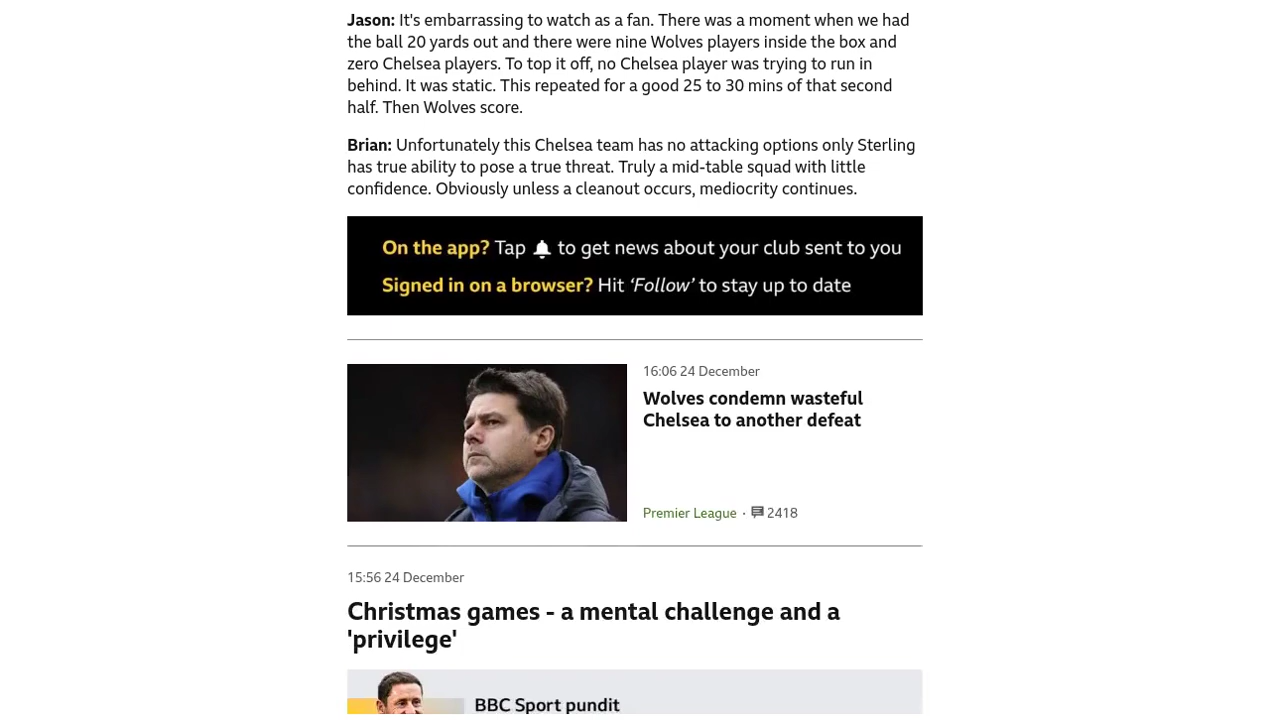 Jason: It's embarrassing to watch as a fan. There was a moment when we had
the ball 20 yards out and there were nine Wolves players inside the box and
zero Chelsea players. To top it off, no Chelsea player was trying to run in
behind. It was static. This repeated for a good 25 to 30 mins of that second
half. Then Wolves score.
Brian: Unfortunately this Chelsea team has no attacking options only Sterling
has true ability to pose a true threat. Truly a mid-table squad with little
confidence. Obviously unless a cleanout occurs, mediocrity continues.
On the app? Tap to get news about your club sent to you
Signed in on a browser? Hit 'Follow' to stay up to date
16:06 24 December
Wolves condemn wasteful
Chelsea to another defeat
Premier League · 2418
15:56 24 December
Christmas games - a mental challenge and a
'privilege'
BBC Sport pundit